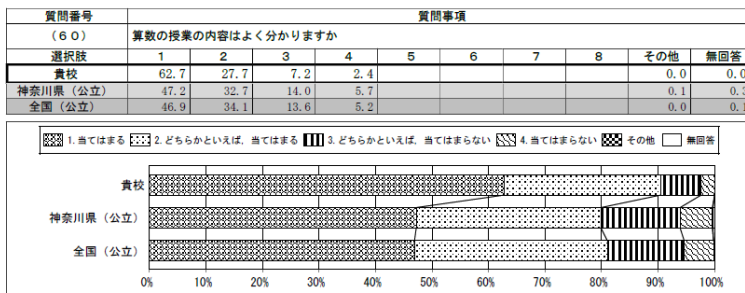 質問番号 質問事項
(60) 算数の授業の内容はよく分かりますか
選択肢 1 2 3 4 5 6 7 8 その他 無回答
貴校 62.7 27.7 7.2 2.4 0.0 0.0
神奈川県（公立） 47.2 32.7 14.0 5.7 0.1 0.3
全国（公立） 46.9 34.1 13.6 5.2 0.0 0.1
1.当てはまる 2.どちらかといえば，当てはまる 3.どちらかといえば，当てはまらない 4.当てはまらない その他 無回答
貴校
神奈川県（公立）
全国（公立）
0% 10% 20% 30% 40% 50% 60% 70% 80% 90% 100%